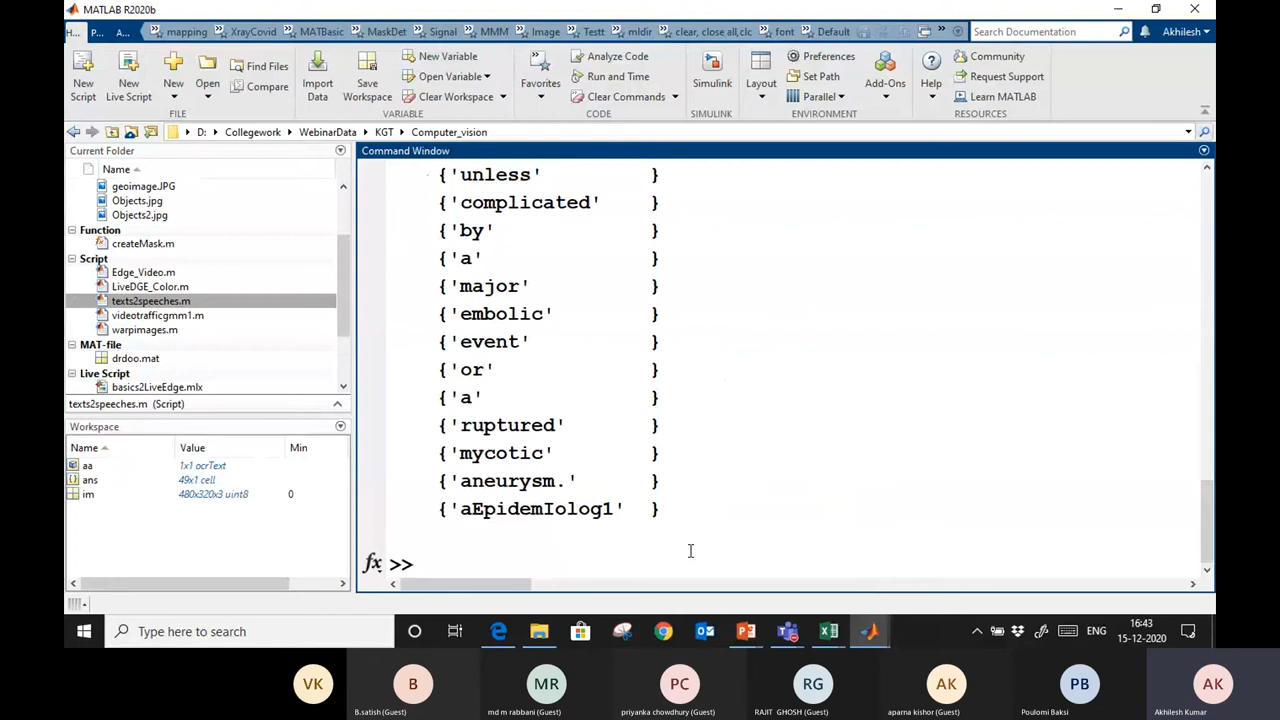 MATLAB R2020b
H... P... A... mapping XrayCovid MATBasic MaskDet Signal MMM Image Testt mldir clear, close all,clc font Default Search Documentation Akhilesh
New Script
New Live Script
New
Open
Find Files
Compare
FILE
Import Data
Save Workspace
New Variable
Open Variable
Clear Workspace
VARIABLE
Favorites
Analyze Code
Run and Time
Clear Commands
CODE
Simulink
SIMULINK
Layout
Preferences
Set Path
Parallel
Add-Ons
ENVIRONMENT
Help
Community
Request Support
Learn MATLAB
RESOURCES
D: Collegework WebinarData KGT Computer_vision
Current Folder
Name
geoimage.JPG
Objects.jpg
Objects2.jpg
Function
createMask.m
Script
Edge_Video.m
LiveDGE_Color.m
texts2speeches.m
videotrafficgmm1.m
warpimages.m
MAT-file
drdoo.mat
Live Script
basics2LiveEdge.mlx
texts2speeches.m (Script)
Workspace
Name Value Min
aa 1x1 ocrText
ans 49x1 cell
im 480x320x3 uint8 0
Command Window
{'unless' }
{'complicated' }
{'by' }
{'a' }
{'major' }
{'embolic' }
{'event' }
{'or' }
{'a' }
{'ruptured' }
{'mycotic' }
{'aneurysm.' }
{'aEpidemIolog1' }
fx >>
Type here to search
ENG
16:43
15-12-2020
VK B MR PC RG AK PB AK
B.satish (Guest) md m rabbani (Guest) priyanka chowdhury (Guest) RAJIT GHOSH (Guest) aparna kishor (Guest) Poulomi Baksi Akhilesh Kumar